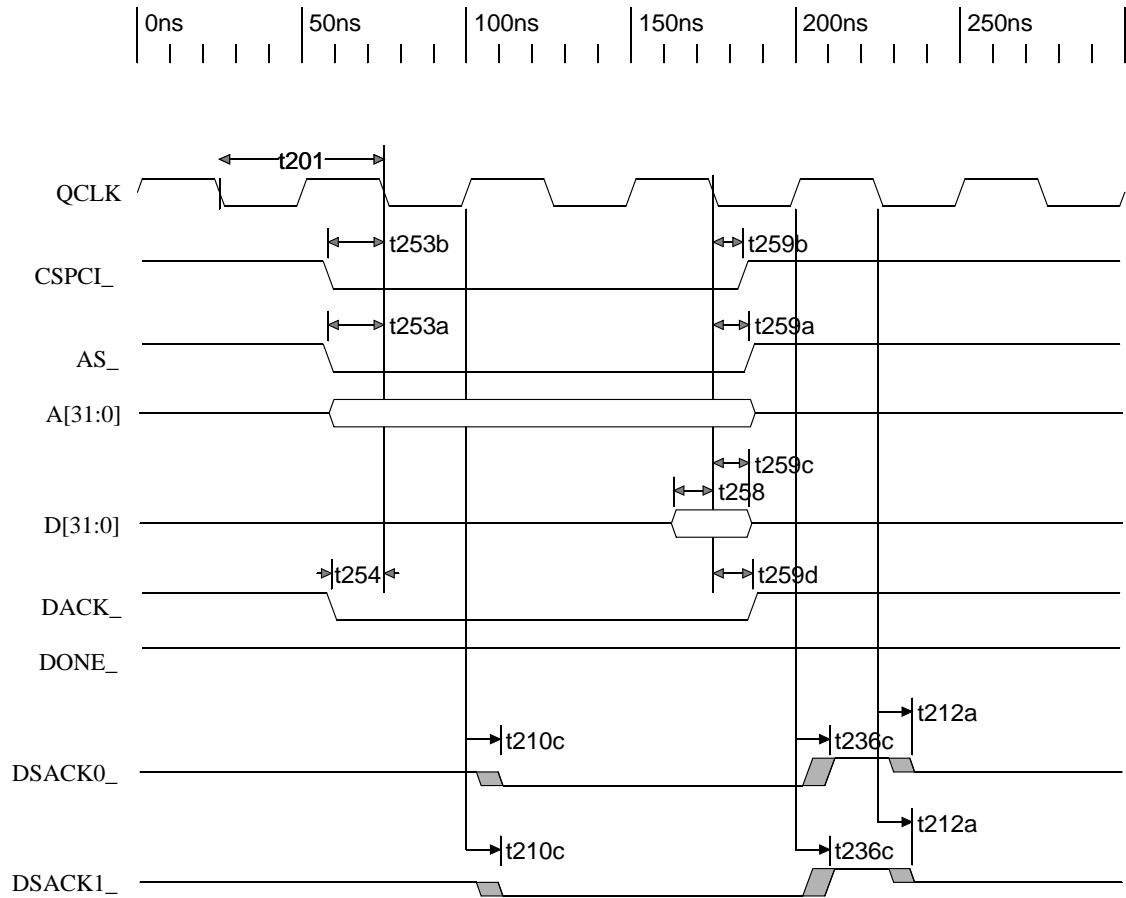 0ns 50ns 100ns 150ns 200ns 250ns
t201
QCLK
t253b t259b
CSPCI_
t253a t259a
AS_
A[31:0]
t259c
t258
D[31:0]
t254 t259d
DACK_
DONE_
t212a
t210c t236c
DSACK0_
t212a
t210c t236c
DSACK1_